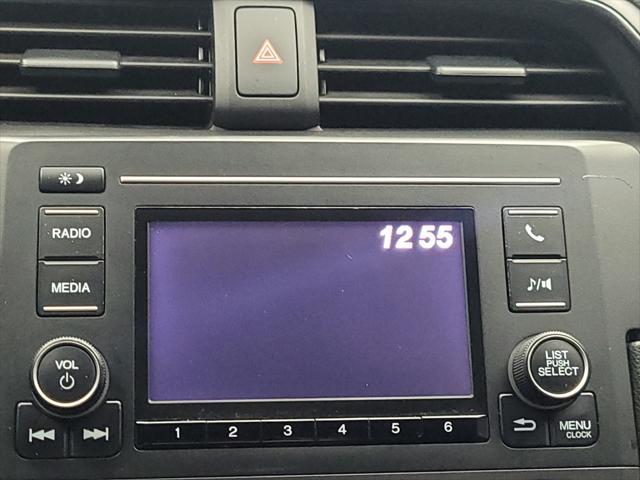 12 55
RADIO
MEDIA
VOL
LIST
PUSH
SELECT
MENU
CLOCK
1 2 3 4 5 6